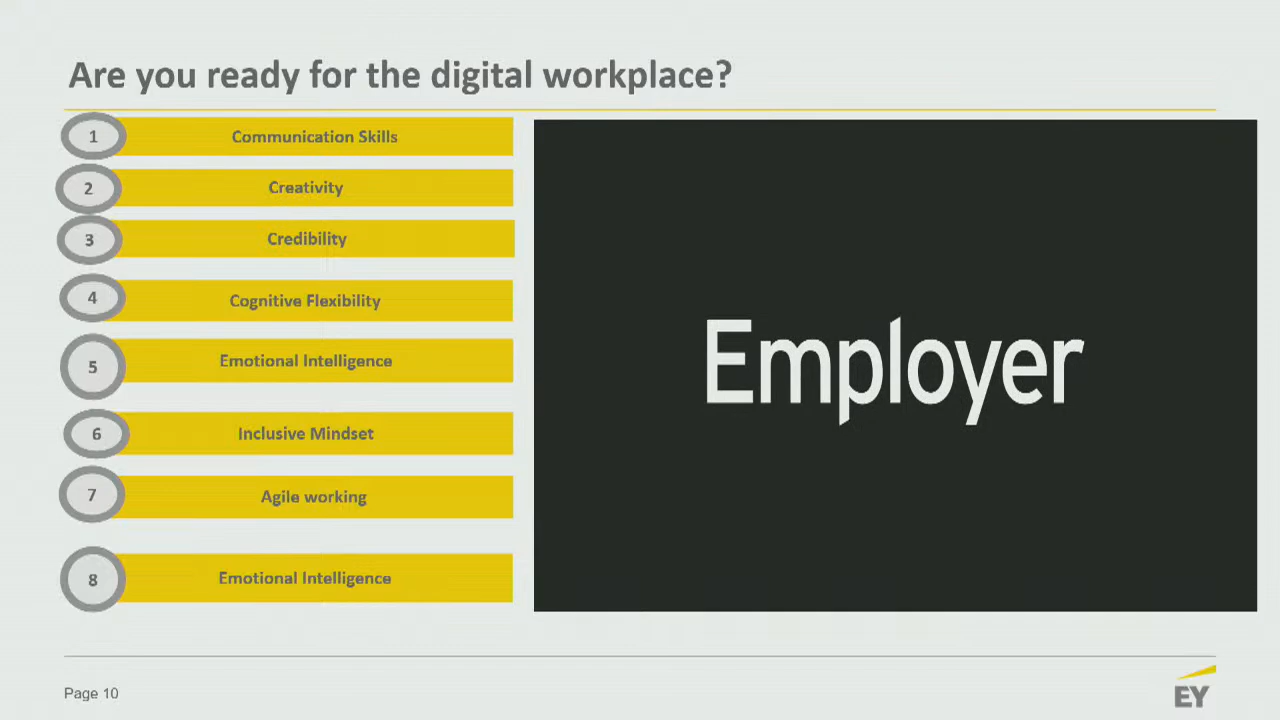 Are you ready for the digital workplace?
1
Communication Skills
2
Creativity
3
Credibility
4
Cognitive Flexibility
5
Emotional Intelligence
6
Inclusive Mindset
7
Agile working
8
Emotional Intelligence
Employer
Page 10
EY